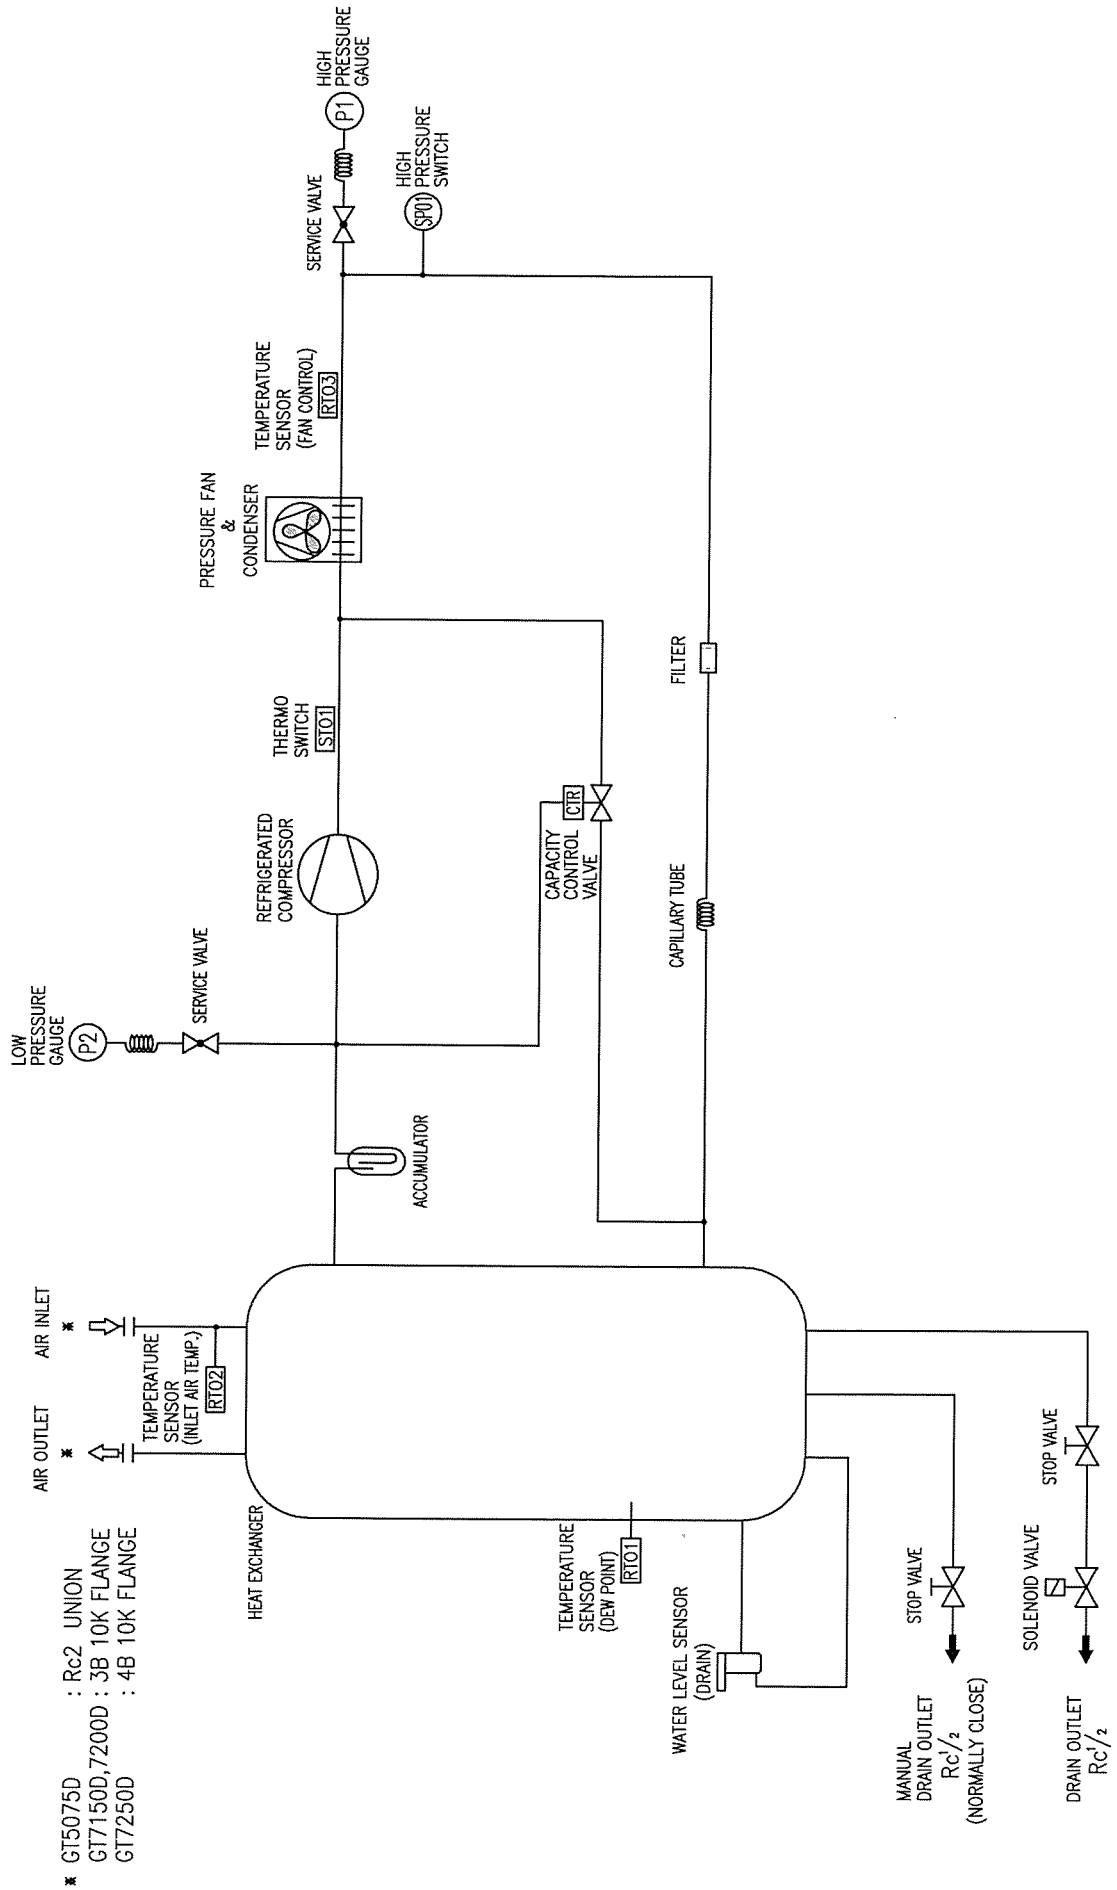 * GT5075D : Rc2 UNION
GT7150D,7200D : 3B 10K FLANGE
GT7250D : 4B 10K FLANGE
AIR OUTLET
*
AIR INLET
*
TEMPERATURE
SENSOR
(INLET AIR TEMP.)
RT02
HEAT EXCHANGER
TEMPERATURE
SENSOR
(DEW POINT)
RT01
WATER LEVEL SENSOR
(DRAIN)
MANUAL
DRAIN OUTLET
Rc1/2
(NORMALLY CLOSE)
STOP VALVE
DRAIN OUTLET
Rc1/2
SOLENOID VALVE
STOP VALVE
LOW
PRESSURE
GAUGE
P2
SERVICE VALVE
ACCUMULATOR
REFRIGERATED
COMPRESSOR
CAPACITY
CONTROL
VALVE
CTR
CAPILLARY TUBE
THERMO
SWITCH
ST01
FILTER
PRESSURE FAN
&
CONDENSER
TEMPERATURE
SENSOR
(FAN CONTROL)
RT03
SERVICE VALVE
HIGH
PRESSURE
GAUGE
P1
HIGH
PRESSURE
SWITCH
SP01